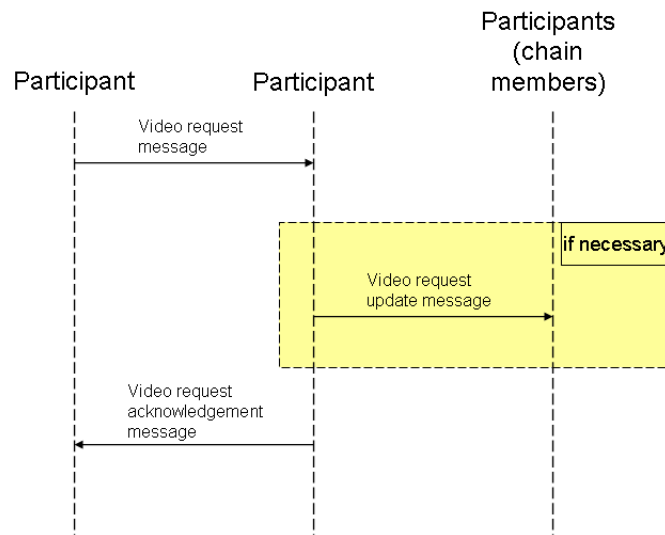 Participants
(chain
members)
Participant
Participant
Video request
message
if necessary
Video request
update message
Video request
acknowledgement
message